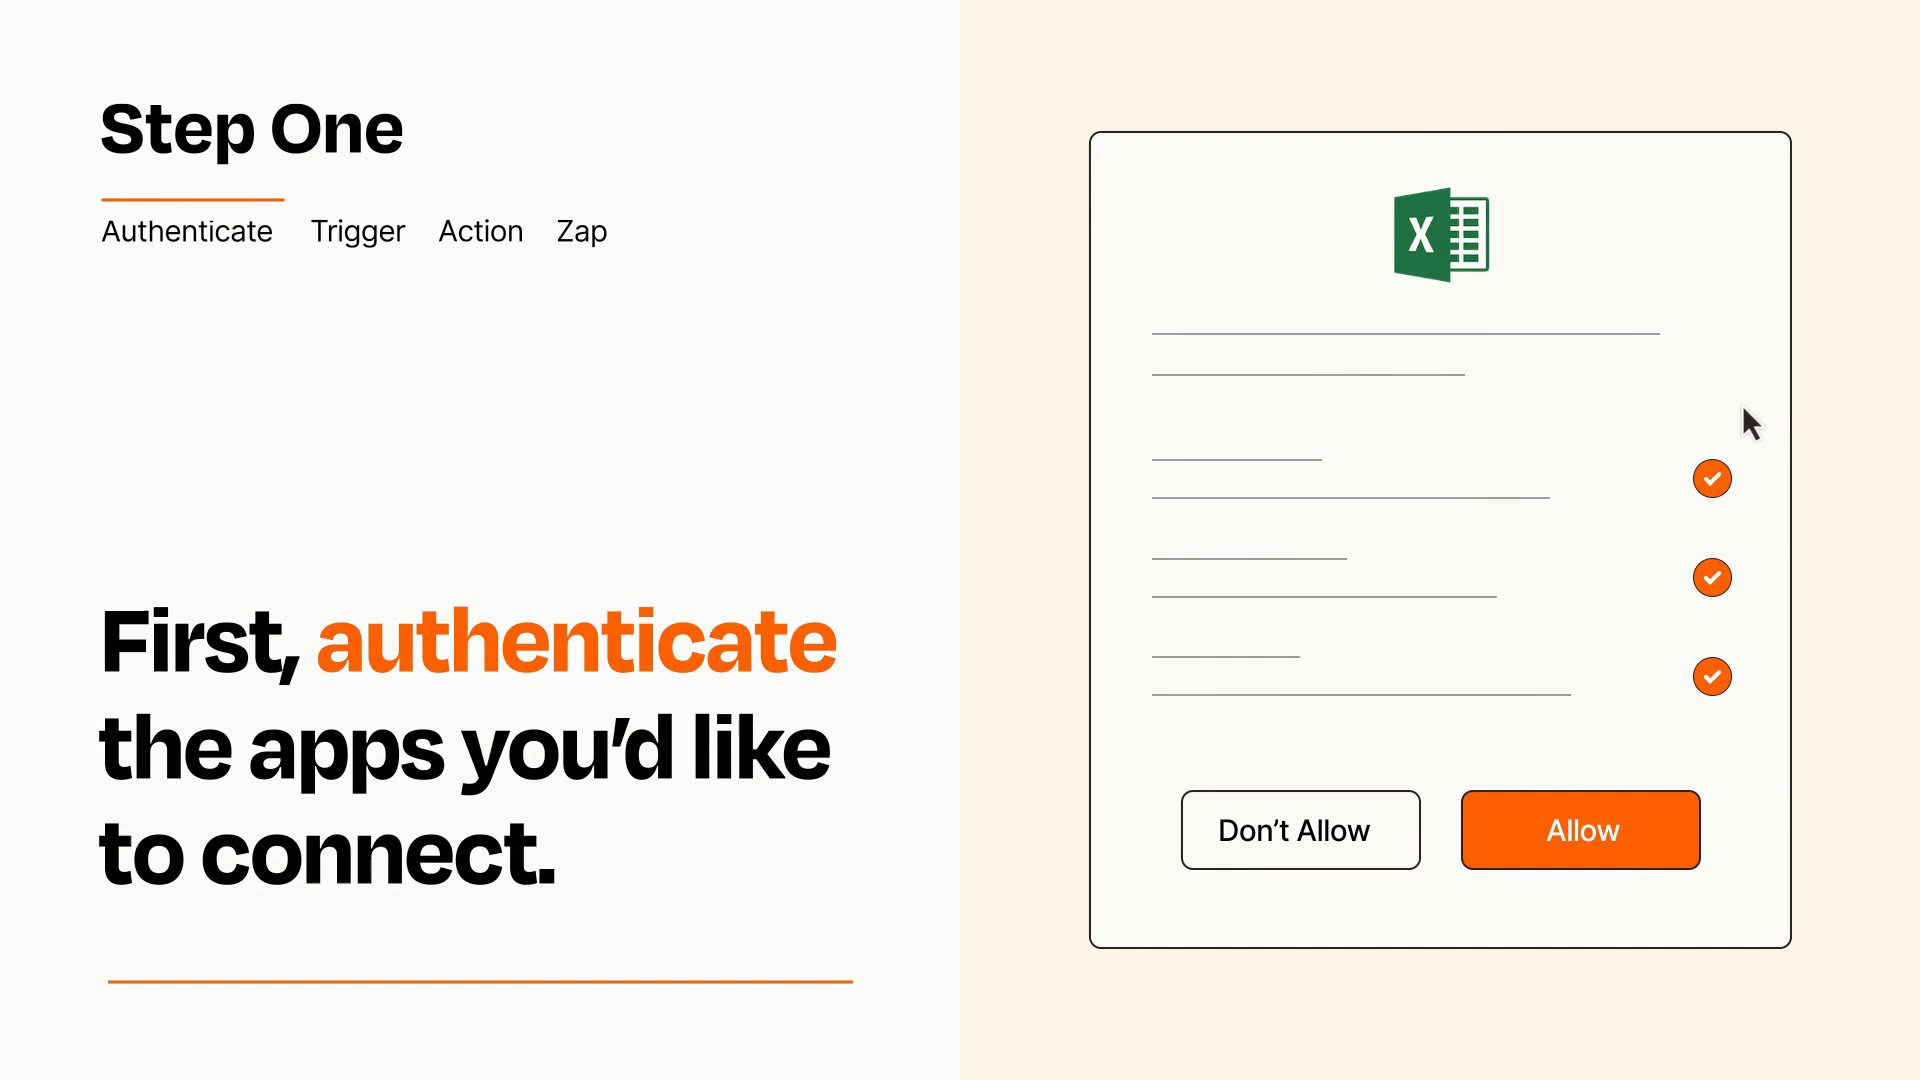 Step One
Authenticate Trigger Action Zap
First, authenticate
the apps you’d like
to connect.
X
Don’t Allow Allow